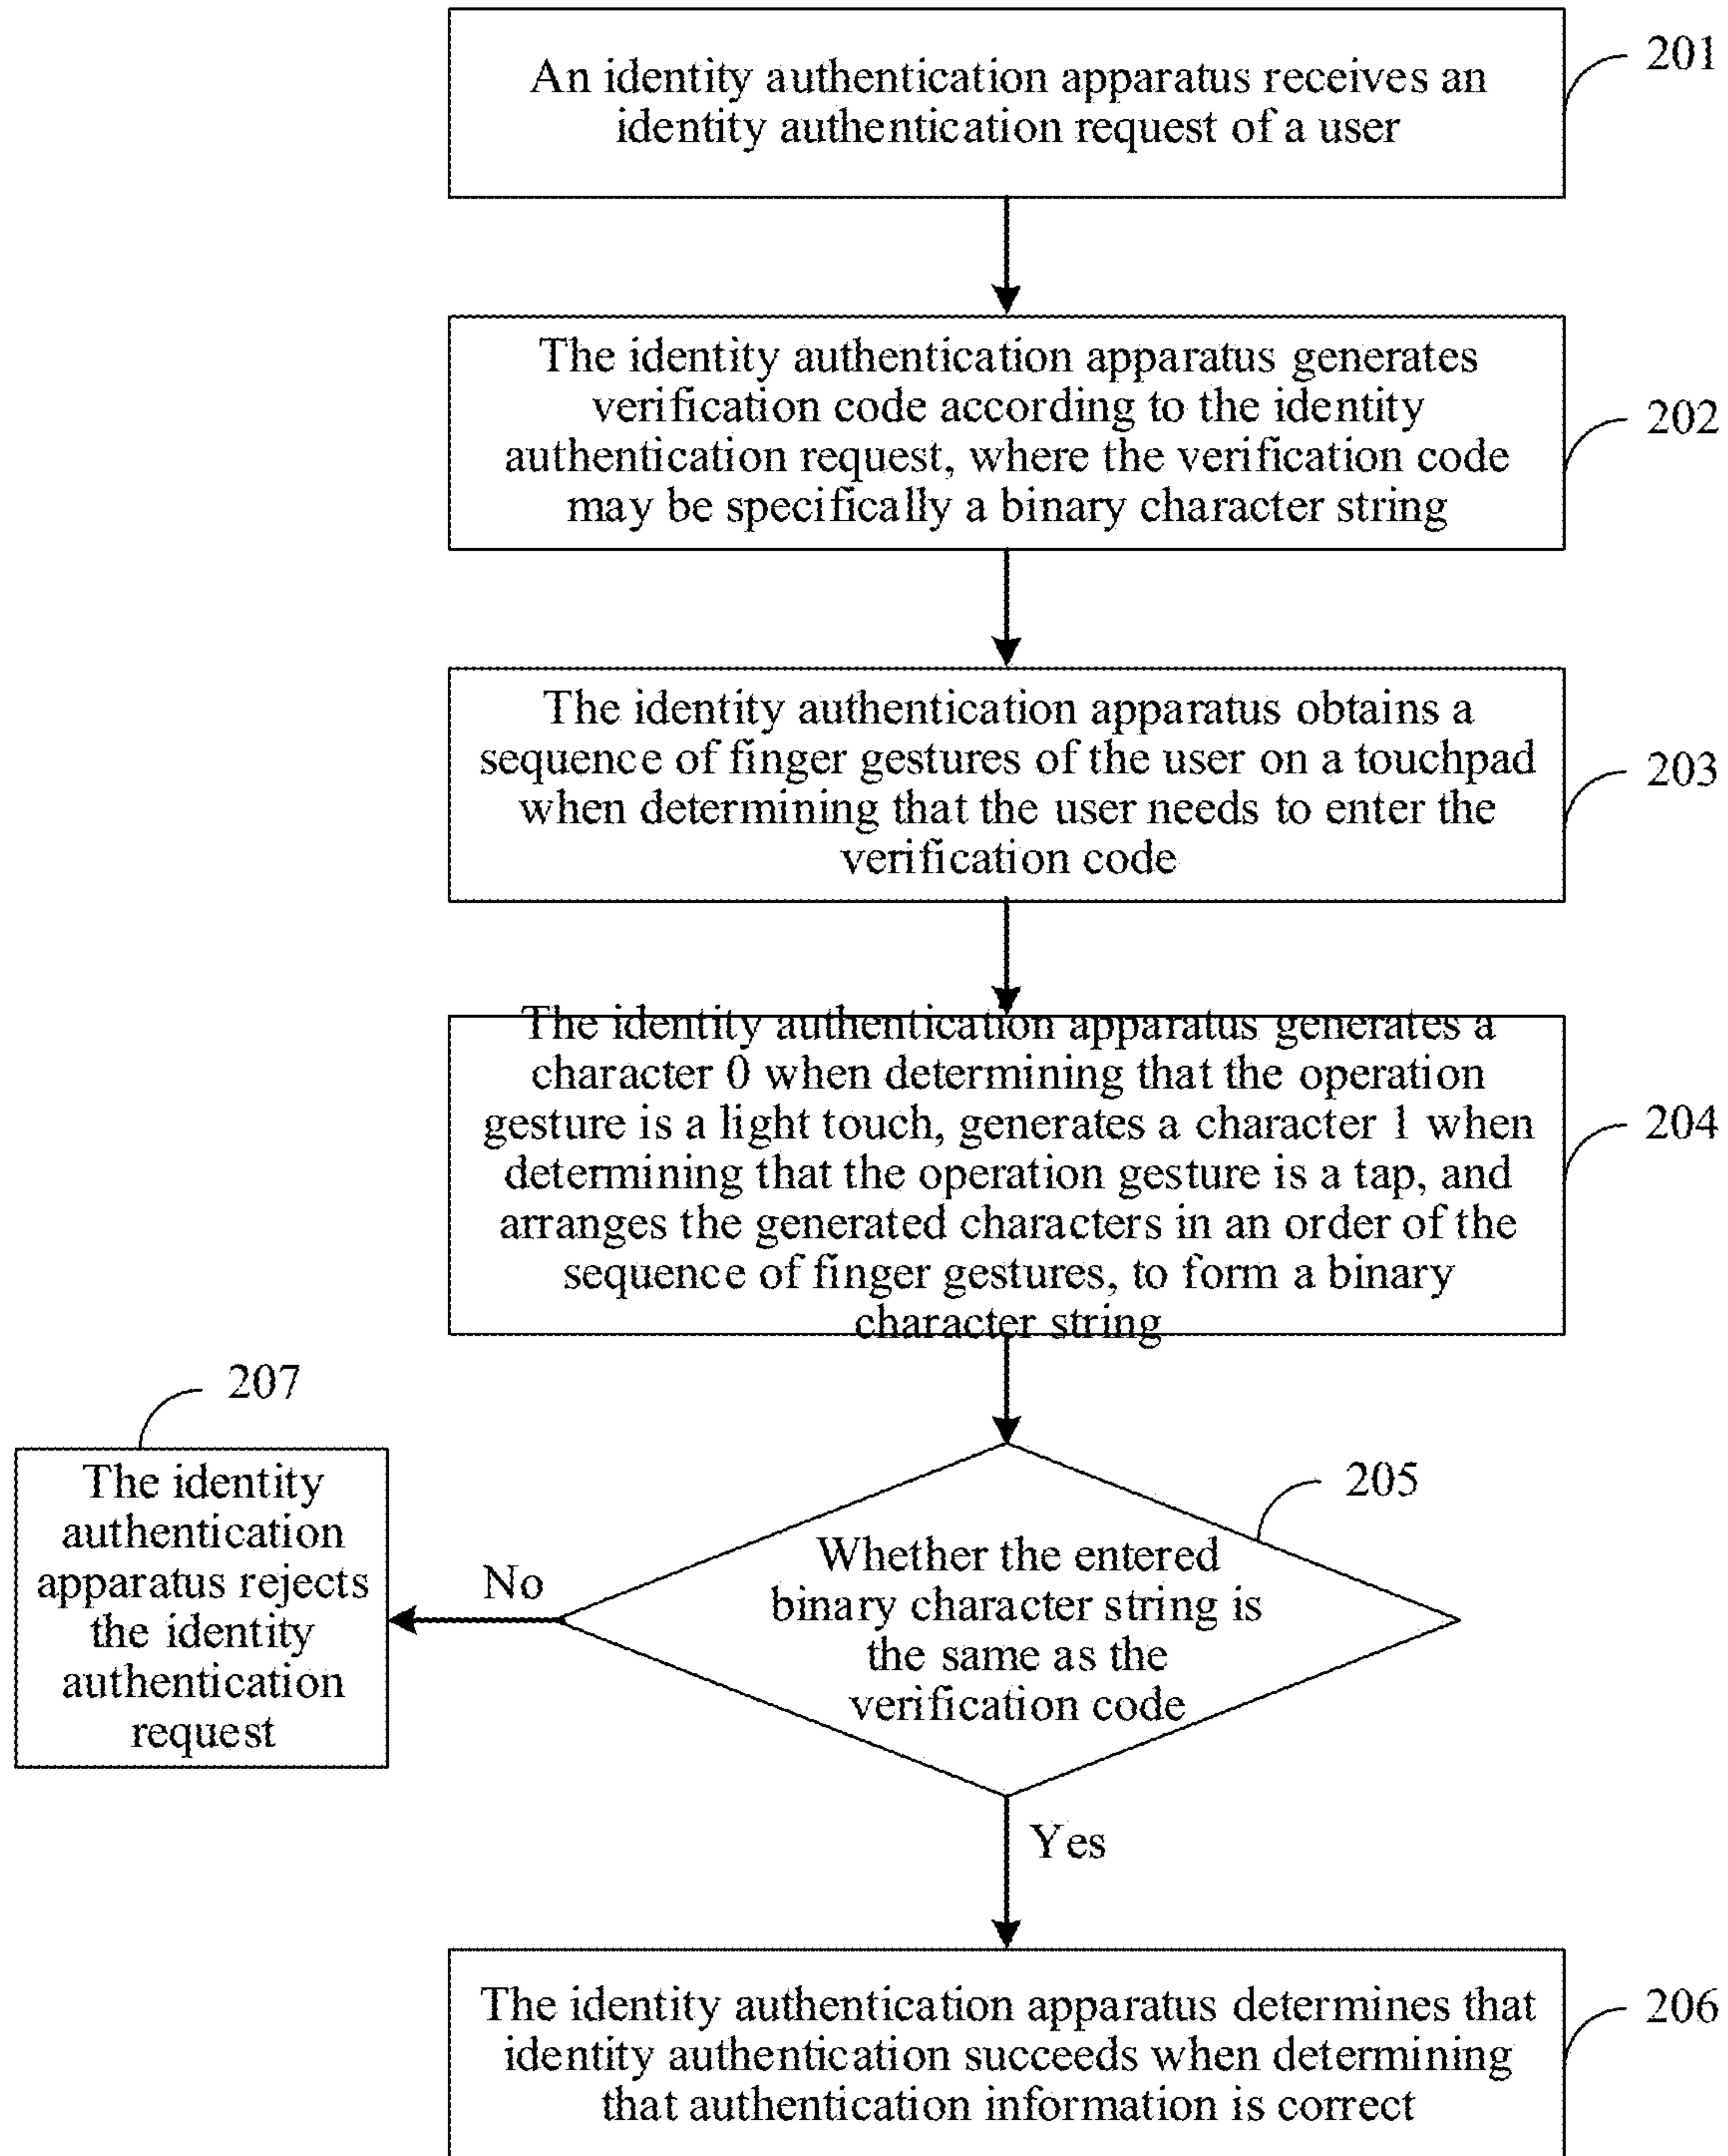 An identity authentication apparatus receives an
identity authentication request of a user
201
The identity authentication apparatus generates
verification code according to the identity
authentication request, where the verification code
may be specifically a binary character string
202
The identity authentication apparatus obtains a
sequence of finger gestures of the user on a touchpad
when determining that the user needs to enter the
verification code
203
The identity authentication apparatus generates a
character 0 when determining that the operation
gesture is a light touch, generates a character 1 when
determining that the operation gesture is a tap, and
arranges the generated characters in an order of the
sequence of finger gestures, to form a binary
character string
204
207
The identity
authentication
apparatus rejects
the identity
authentication
request
No
205
Whether the entered
binary character string is
the same as the
verification code
Yes
The identity authentication apparatus determines that
identity authentication succeeds when determining
that authentication information is correct
206